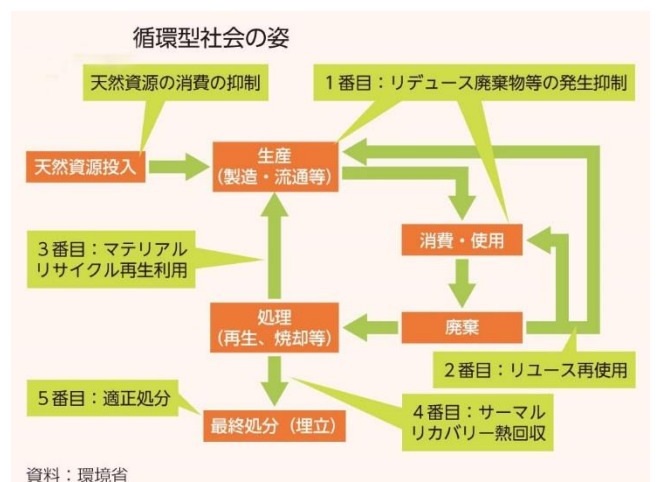 循環型社会の姿
天然資源の消費の抑制
1番目：リデュース廃棄物等の発生抑制
天然資源投入
生産
(製造・流通等)
消費・使用
3番目：マテリアル
リサイクル再生利用
処理
(再生、焼却等)
廃棄
2番目：リユース再使用
5番目：適正処分
最終処分（埋立）
4番目：サーマル
リカバリー熱回収
資料：環境省